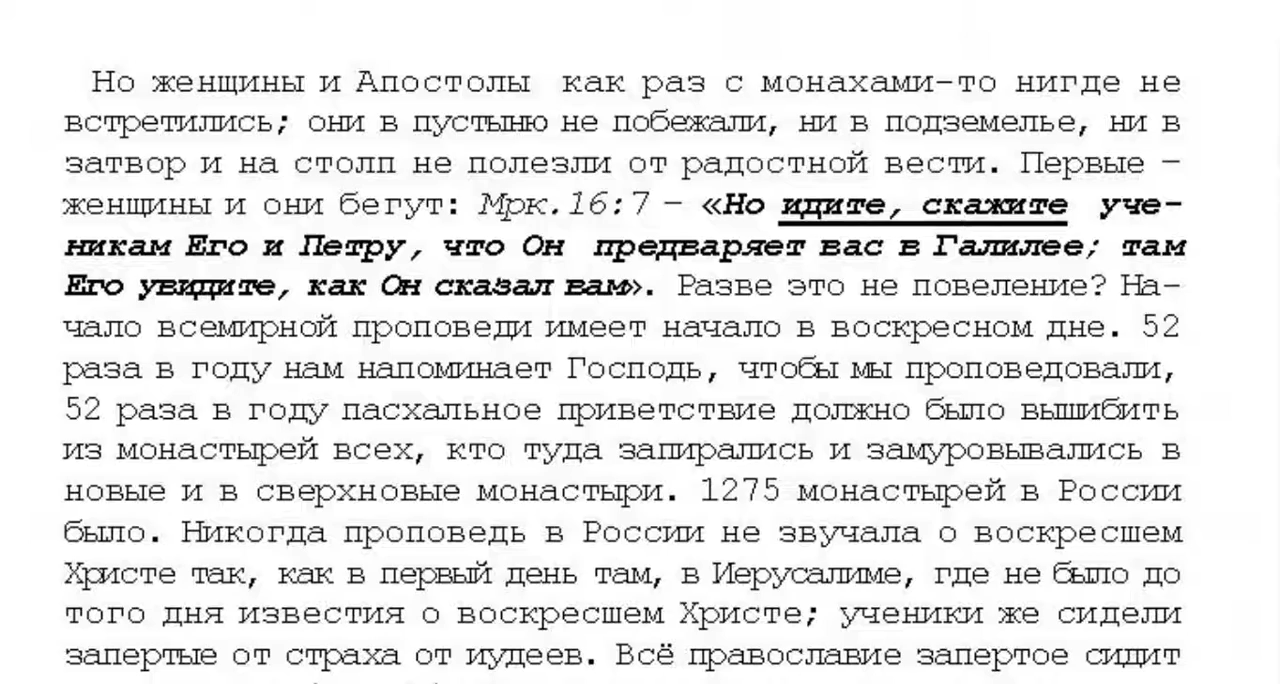 Но женщины и Апостолы как раз с монахами-то нигде не
встретились; они в пустыню не побежали, ни в подземелье, ни в
затвор и на столп не полезли от радостной вести. Первые –
женщины и они бегут: Мрк.16:7 – «Но идите, скажите уче-
никам Его и Петру, что Он предваряет вас в Галилее; там
Его увидите, как Он сказал вам». Разве это не повеление? На-
чало всемирной проповеди имеет начало в воскресном дне. 52
раза в году нам напоминает Господь, чтобы мы проповедовали,
52 раза в году пасхальное приветствие должно было вышибить
из монастырей всех, кто туда запирались и замуровывались в
новые и в сверхновые монастыри. 1275 монастырей в России
было. Никогда проповедь в России не звучала о воскресшем
Христе так, как в первый день там, в Иерусалиме, где не было до
того дня известия о воскресшем Христе; ученики же сидели
запертые от страха от иудеев. Всё православие запертое сидит